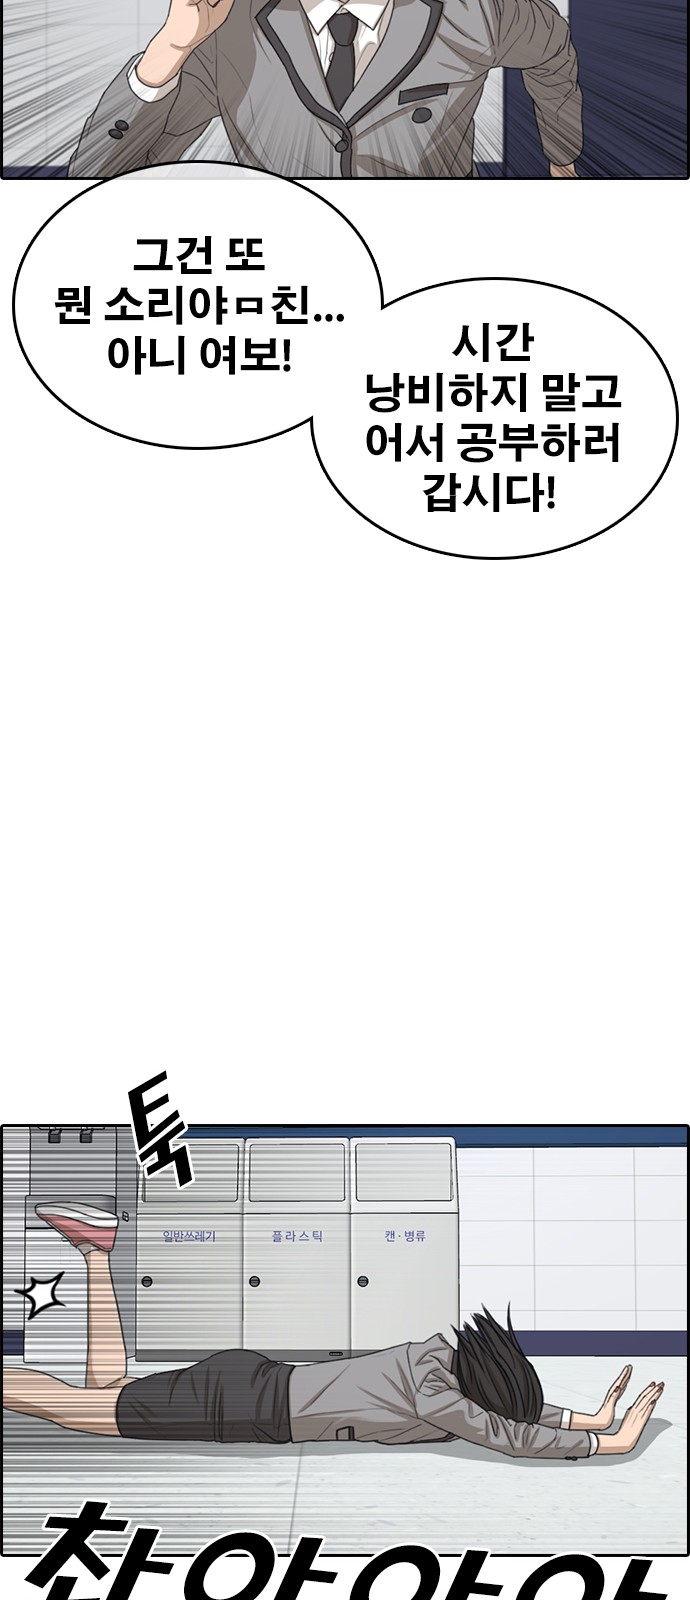 그건 또
뭔 소리야ㅁ친...
아니 여보!
시간
낭비하지 말고
어서 공부하러
갑시다!
툭
일반쓰레기
플라스틱
캔·병류